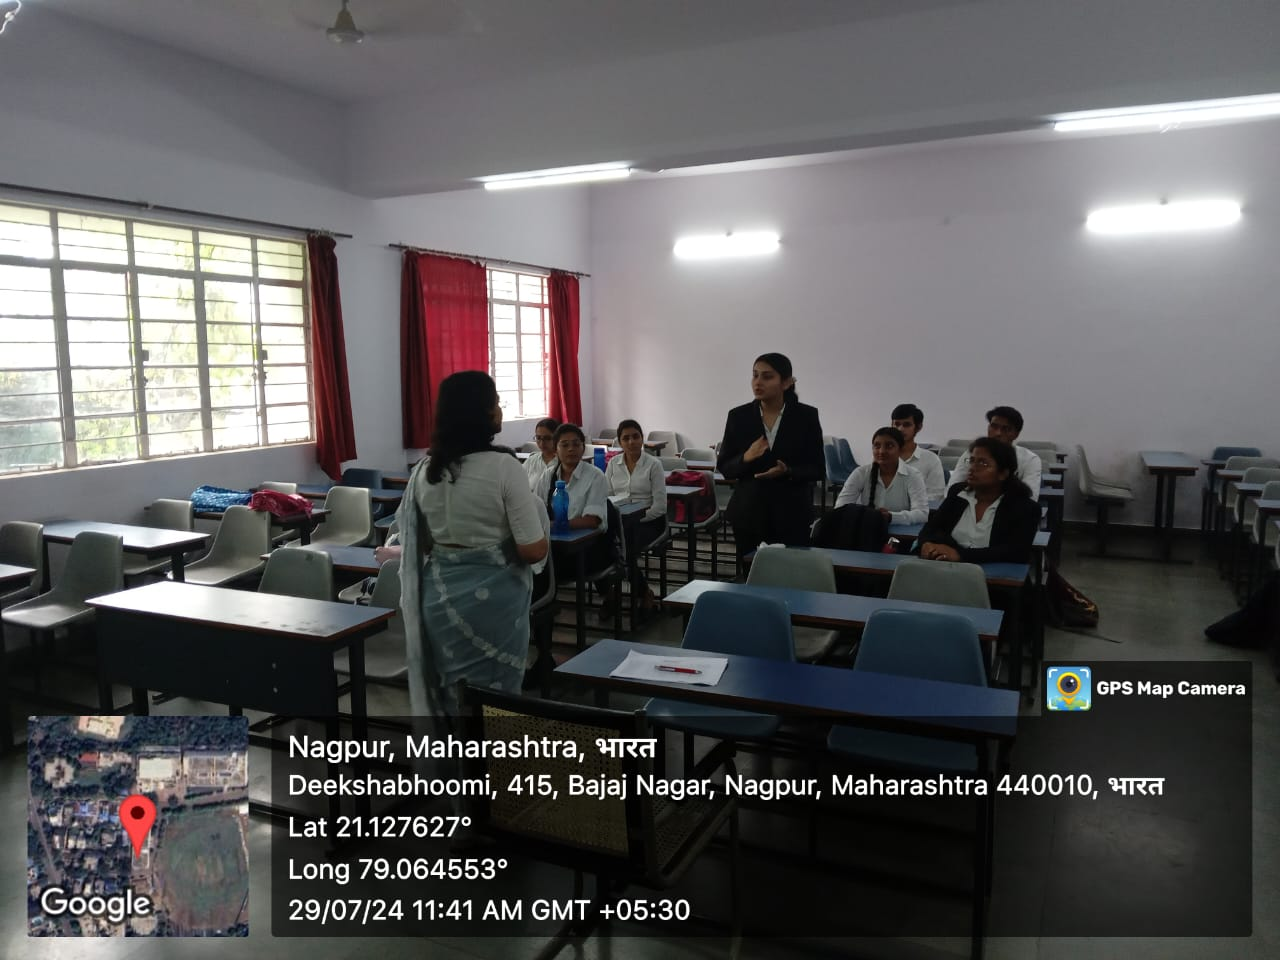 GPS Map Camera
Nagpur, Maharashtra, भारत
Deekshabhoomi, 415, Bajaj Nagar, Nagpur, Maharashtra 440010, भारत
Lat 21.127627°
Long 79.064553°
29/07/24 11:41 AM GMT +05:30
Google